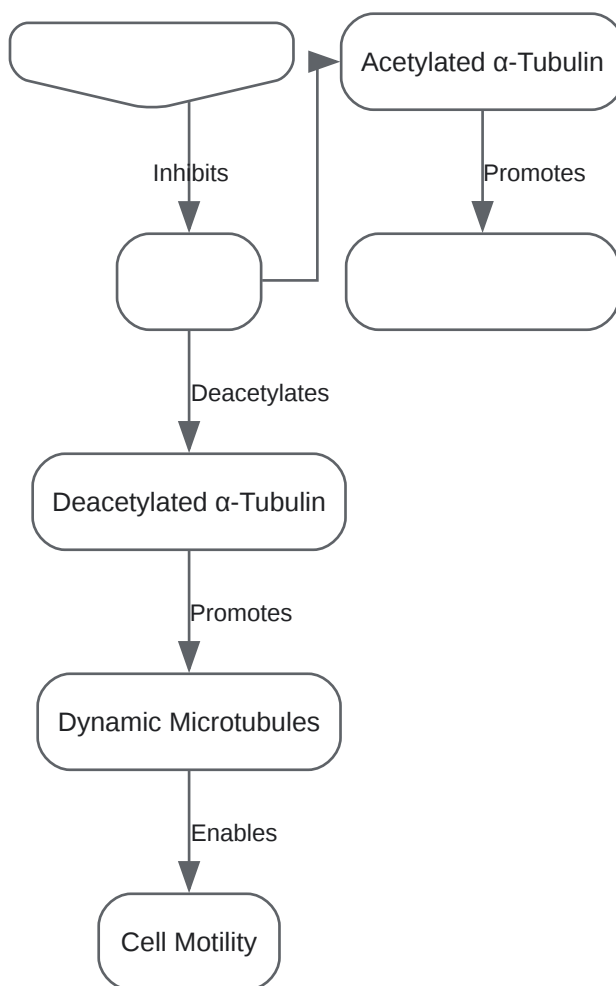 Acetylated α-Tubulin
Inhibits
Promotes
Deacetylates
Deacetylated α-Tubulin
Promotes
Dynamic Microtubules
Enables
Cell Motility